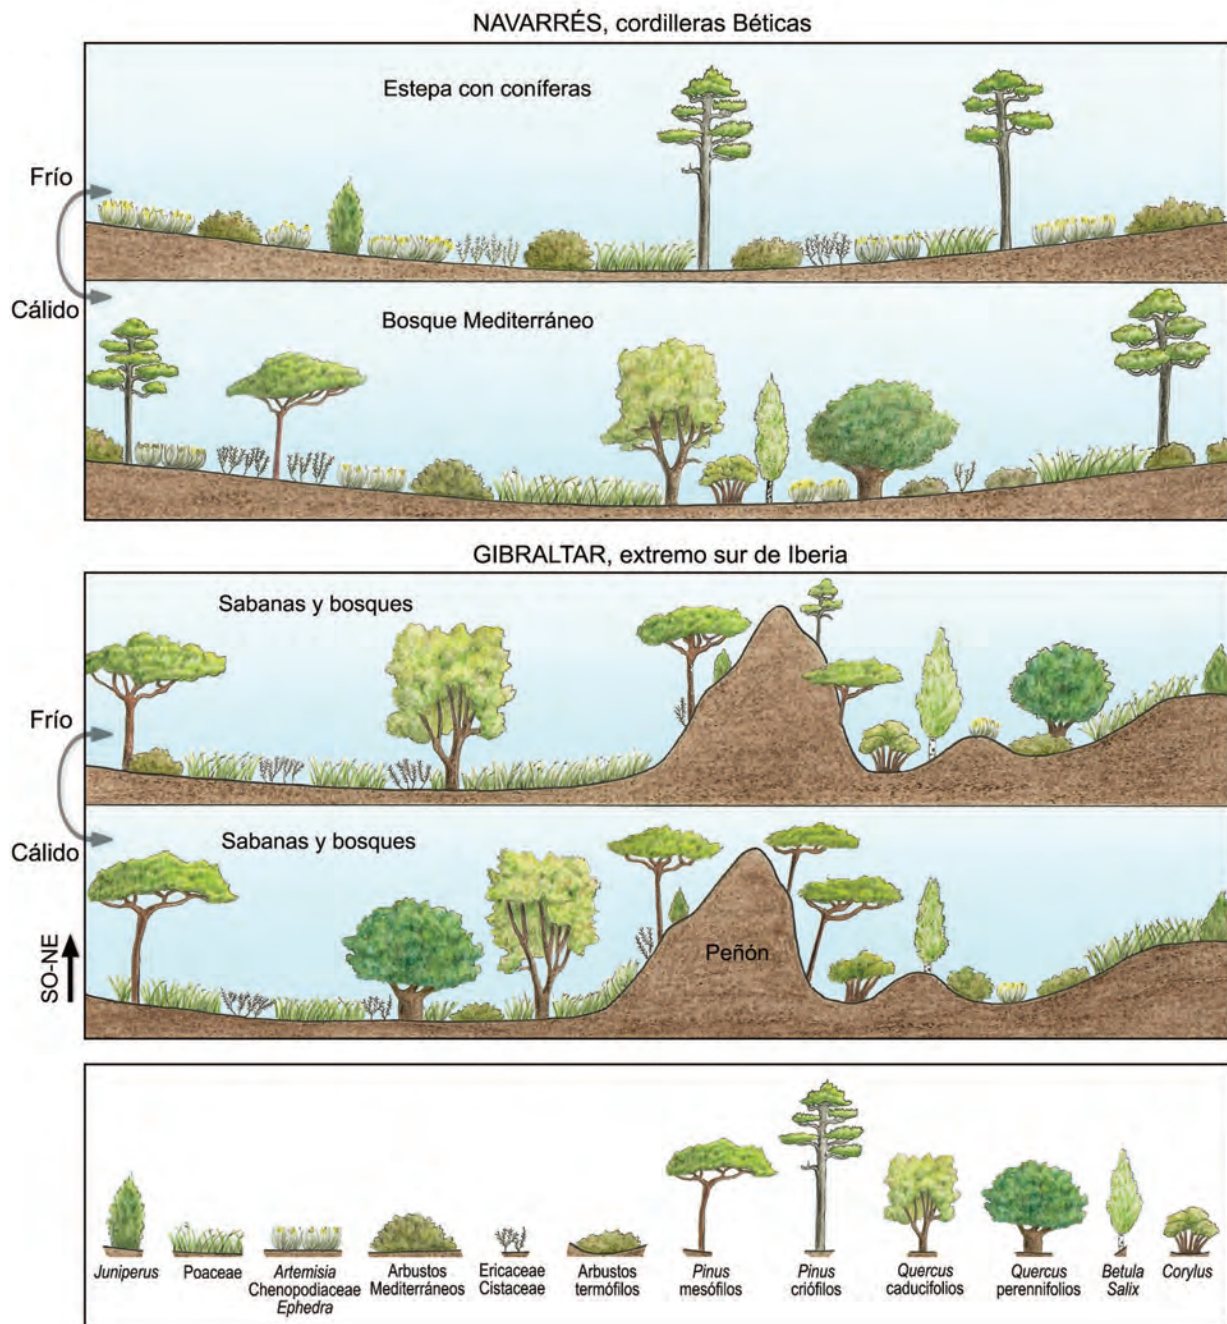 NAVARRÉS, cordilleras Béticas
Estepa con coníferas
Frío
Cálido
Bosque Mediterráneo
GIBRALTAR, extremo sur de Iberia
Sabanas y bosques
Frío
Cálido
Sabanas y bosques
SO-NE
Peñón
Juniperus
Poaceae
Artemisia
Chenopodiaceae
Ephedra
Arbustos
Mediterráneos
Ericaceae
Cistaceae
Arbustos
termófilos
Pinus
mesófilos
Pinus
criófilos
Quercus
caducifolios
Quercus
perennifolios
Betula
Salix
Corylus